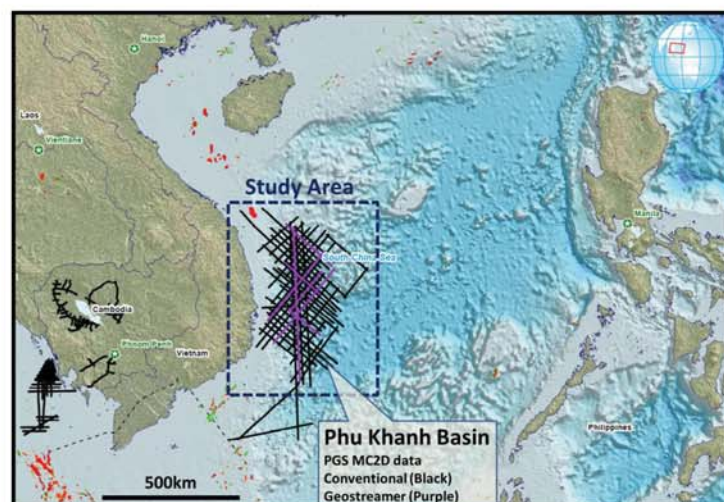 Hanoi
Laos
Vientiane
Study Area
Manila
South China Sea
Cambodia
Phnom Penh
Vietnam
Philippines
Phu Khanh Basin
PGS MC2D data
Conventional (Black)
Geostreamer (Purple)
500km